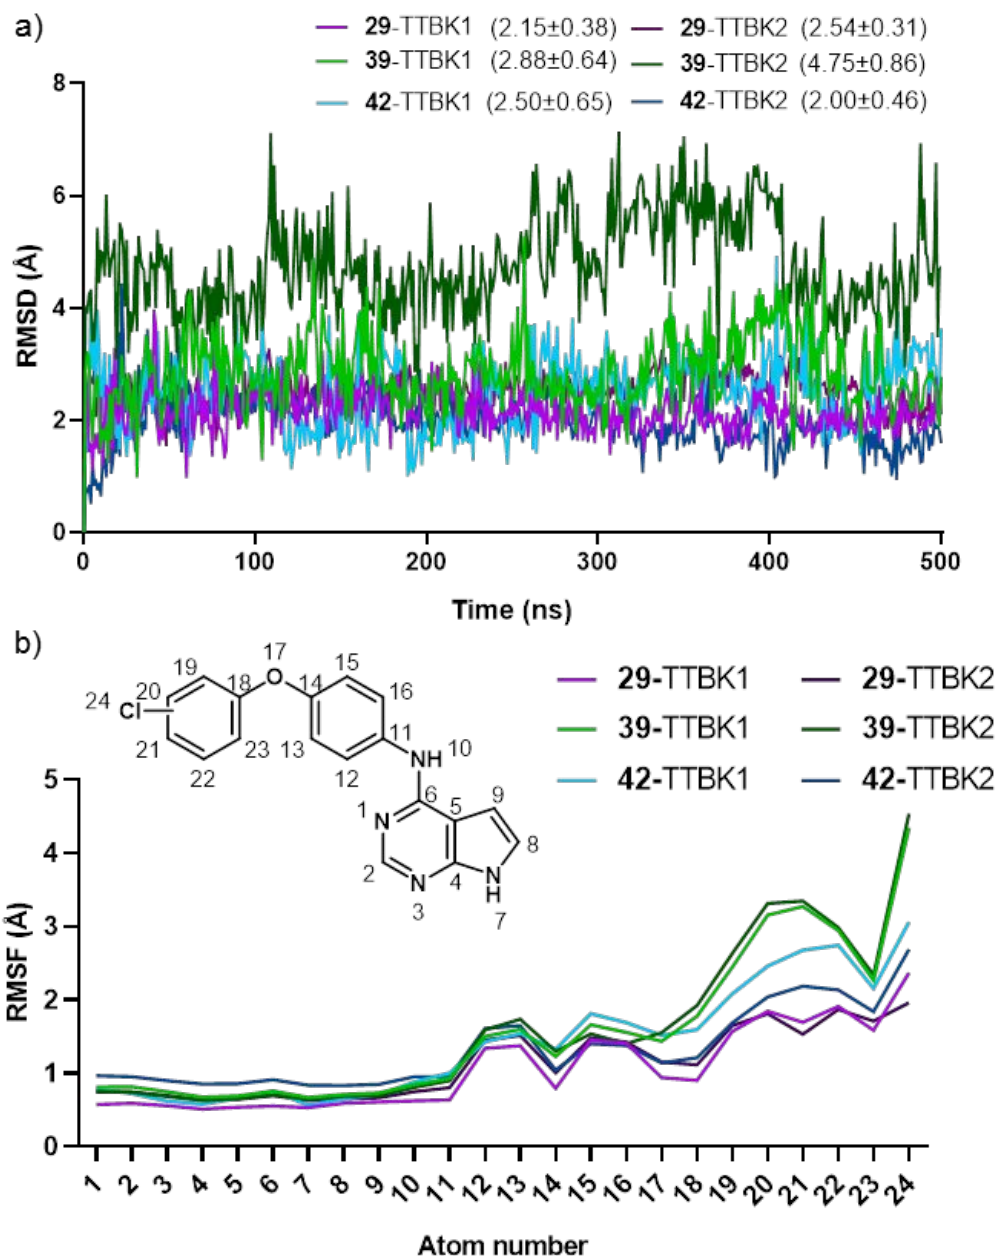 a)
29-TTBK1 (2.15±0.38) 29-TTBK2 (2.54±0.31)
39-TTBK1 (2.88±0.64) 39-TTBK2 (4.75±0.86)
42-TTBK1 (2.50±0.65) 42-TTBK2 (2.00±0.46)
8
6
4
2
0
RMSD (Å)
0 100 200 300 400 500
Time (ns)
b)
17
19 15
24 Cl 20 18 O 14 16
21 23 13 11
22 12 NH 10
6 9
1 N 5
8
2 N 4 N
3 H
7
29-TTBK1 29-TTBK2
39-TTBK1 39-TTBK2
42-TTBK1 42-TTBK2
5
4
3
2
1
0
RMSF (Å)
1 2 3 4 5 6 7 8 9 10 11 12 13 14 15 16 17 18 19 20 21 22 23 24
Atom number